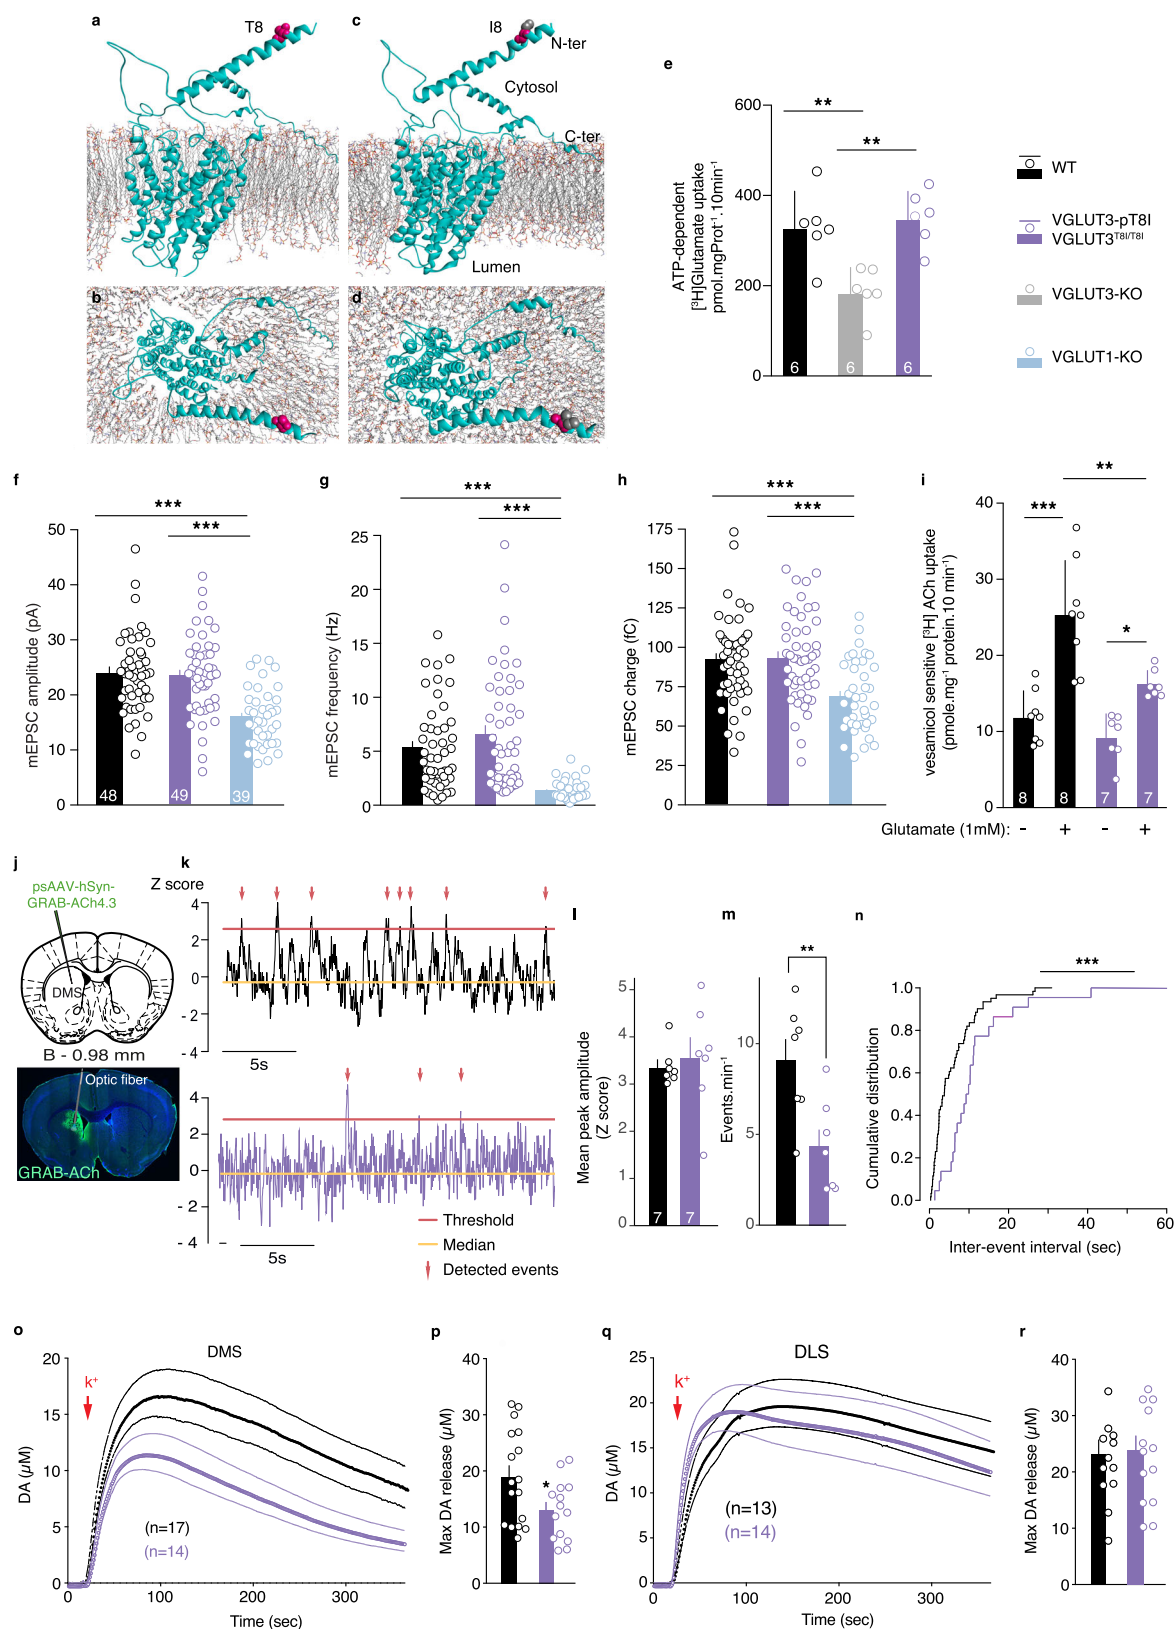 a
T8
c
I8
N-ter
Cytosol
C-ter
Lumen
b
d
e
ATP-dependent
[³H]Glutamate uptake
pmol.mgProt⁻¹.10min⁻¹
600
400
200
0
**
**
6
6
6
WT
VGLUT3-pT8I
VGLUT3ᵀ⁸ᴵ/ᵀ⁸ᴵ
VGLUT3-KO
VGLUT1-KO
f
mEPSC amplitude (pA)
50
40
30
20
10
0
***
***
48
49
39
g
mEPSC frequency (Hz)
25
20
15
10
5
0
***
***
h
mEPSC charge (fC)
175
150
125
100
75
50
25
0
***
***
i
vesamicol sensitive [³H] ACh uptake
(pmole.mg⁻¹ protein.10 min⁻¹)
40
30
20
10
0
**
***
*
8
8
7
7
Glutamate (1mM): - + - +
j
psAAV-hSyn-
GRAB-ACh4.3
DMS
B - 0.98 mm
Optic fiber
GRAB-ACh
k
Z score
4
2
0
-2
-4
5s
4
2
0
-2
-4
5s
Threshold
Median
Detected events
l
Mean peak amplitude
(Z score)
5
4
3
2
1
0
7
7
m
Events.min⁻¹
10
5
0
**
n
***
Cumulative distribution
1.0
0.8
0.6
0.4
0.2
0.0
0
20
40
60
Inter-event interval (sec)
o
DMS
DA (µM)
20
15
10
5
0
k⁺
(n=17)
(n=14)
0
100
200
300
Time (sec)
p
Max DA release (µM)
40
30
20
10
0
*
q
DLS
DA (µM)
25
20
15
10
5
0
k⁺
(n=13)
(n=14)
0
100
200
300
Time (sec)
r
Max DA release (µM)
40
30
20
10
0